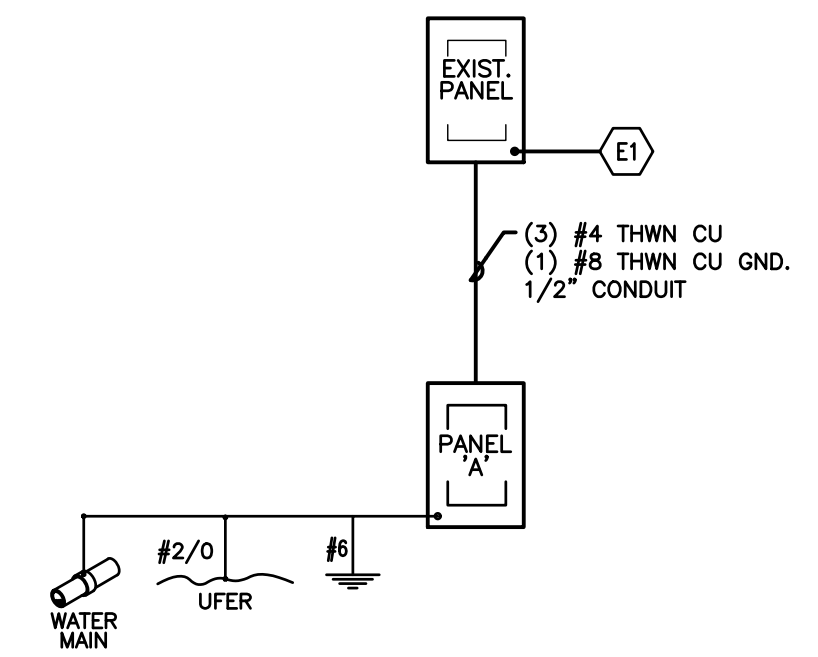 EXIST.
PANEL
E1
(3) #4 THWN CU
(1) #8 THWN CU GND.
1/2" CONDUIT
PANEL
'A'
#2/0
#6
UFER
WATER
MAIN